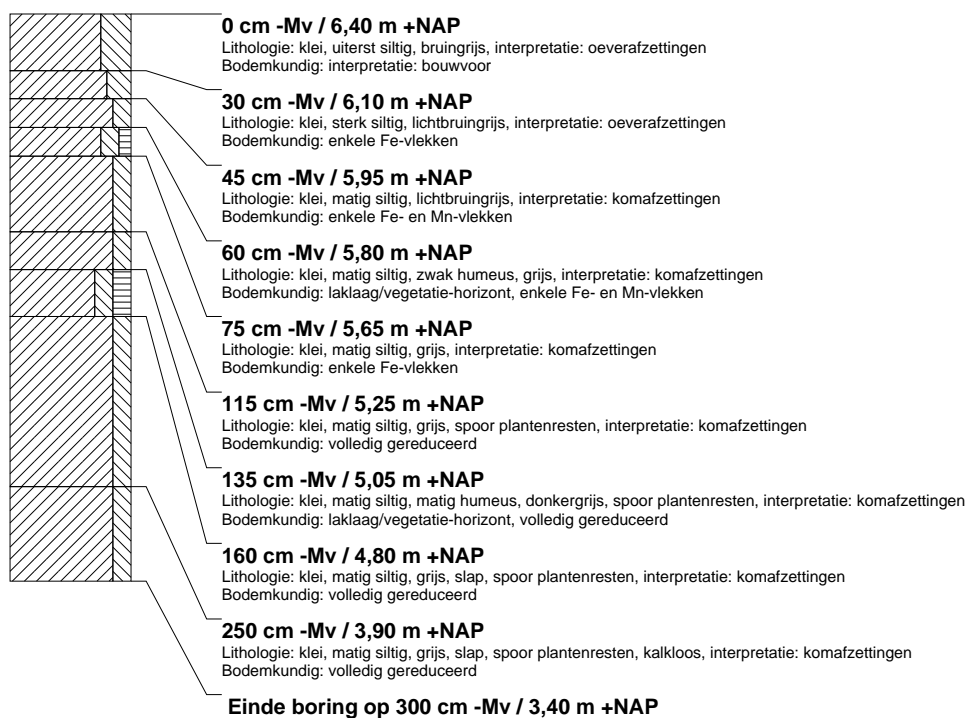 0 cm -Mv / 6,40 m +NAP
Lithologie: klei, uiterst siltig, bruingrijs, interpretatie: oeverafzettingen
Bodemkundig: interpretatie: bouwvoor
30 cm -Mv / 6,10 m +NAP
Lithologie: klei, sterk siltig, lichtbruingrijs, interpretatie: oeverafzettingen
Bodemkundig: enkele Fe-vlekken
45 cm -Mv / 5,95 m +NAP
Lithologie: klei, matig siltig, lichtbruingrijs, interpretatie: komafzettingen
Bodemkundig: enkele Fe- en Mn-vlekken
60 cm -Mv / 5,80 m +NAP
Lithologie: klei, matig siltig, zwak humeus, grijs, interpretatie: komafzettingen
Bodemkundig: laklaag/vegetatie-horizont, enkele Fe- en Mn-vlekken
75 cm -Mv / 5,65 m +NAP
Lithologie: klei, matig siltig, grijs, interpretatie: komafzettingen
Bodemkundig: enkele Fe-vlekken
115 cm -Mv / 5,25 m +NAP
Lithologie: klei, matig siltig, grijs, spoor plantenresten, interpretatie: komafzettingen
Bodemkundig: volledig gereduceerd
135 cm -Mv / 5,05 m +NAP
Lithologie: klei, matig siltig, matig humeus, donkergrijs, spoor plantenresten, interpretatie: komafzettingen
Bodemkundig: laklaag/vegetatie-horizont, volledig gereduceerd
160 cm -Mv / 4,80 m +NAP
Lithologie: klei, matig siltig, grijs, slap, spoor plantenresten, interpretatie: komafzettingen
Bodemkundig: volledig gereduceerd
250 cm -Mv / 3,90 m +NAP
Lithologie: klei, matig siltig, grijs, slap, spoor plantenresten, kalkloos, interpretatie: komafzettingen
Bodemkundig: volledig gereduceerd
Einde boring op 300 cm -Mv / 3,40 m +NAP